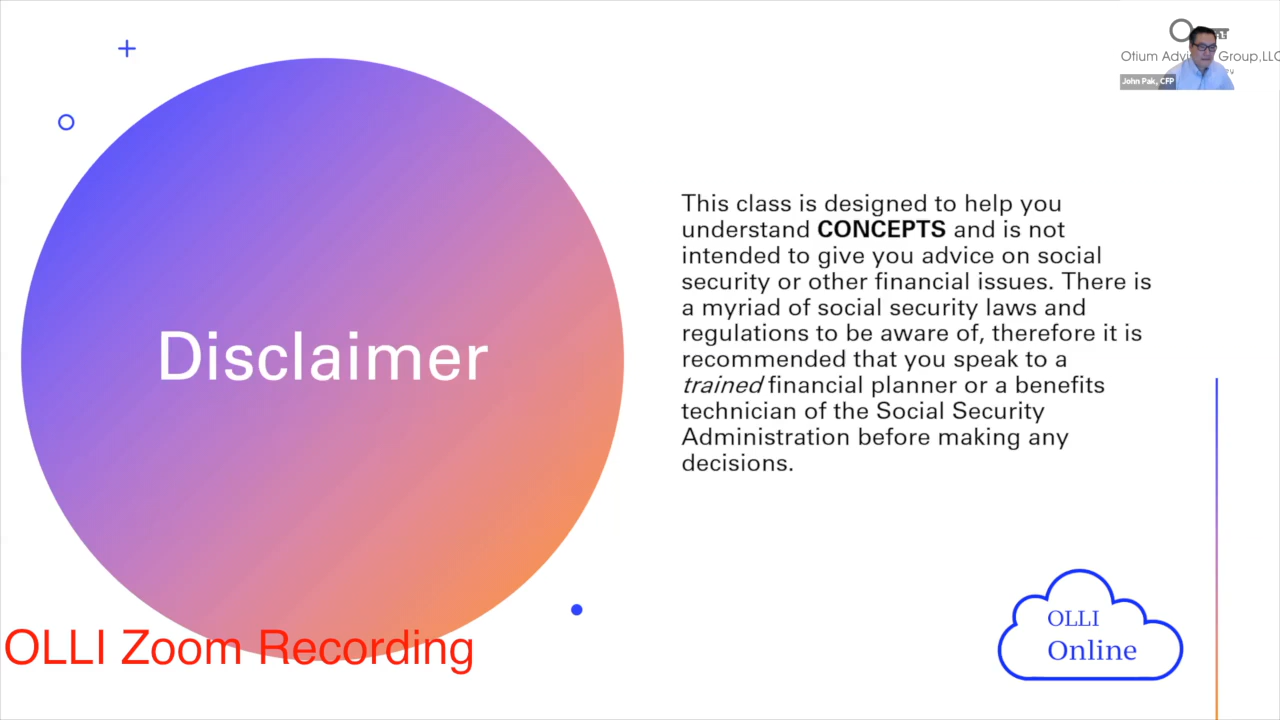 Otium Adv Group,LLC
John Pak, CFP
This class is designed to help you
understand CONCEPTS and is not
intended to give you advice on social
security or other financial issues. There is
a myriad of social security laws and
regulations to be aware of, therefore it is
recommended that you speak to a
trained financial planner or a benefits
technician of the Social Security
Administration before making any
decisions.
Disclaimer
OLLI Zoom Recording
OLLI
Online